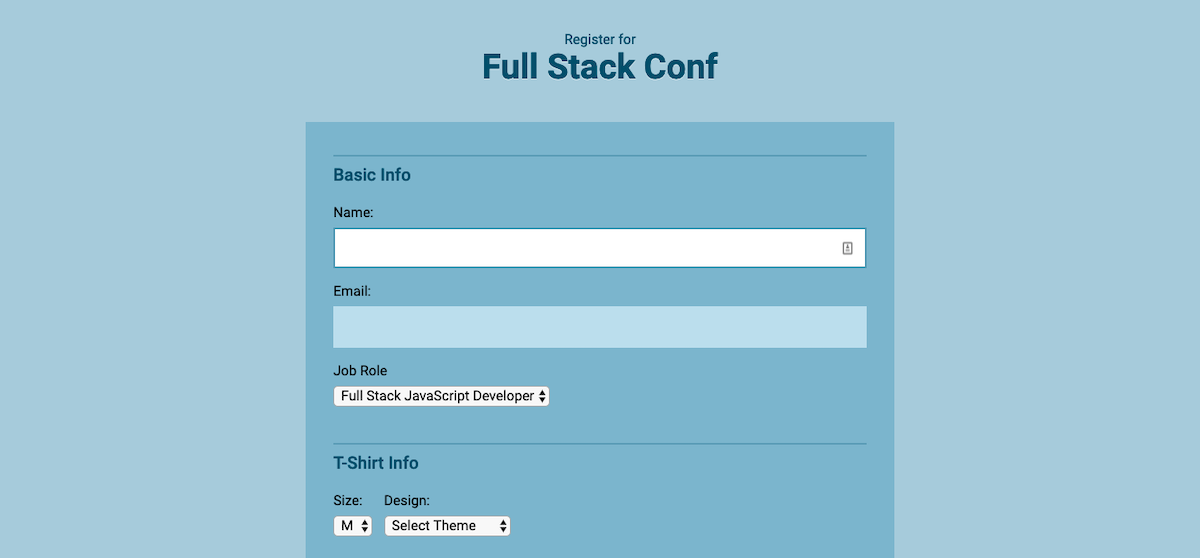 Register for
Full Stack Conf
Basic Info
Name:
Email:
Job Role
Full Stack JavaScript Developer
T-Shirt Info
Size: Design:
M Select Theme